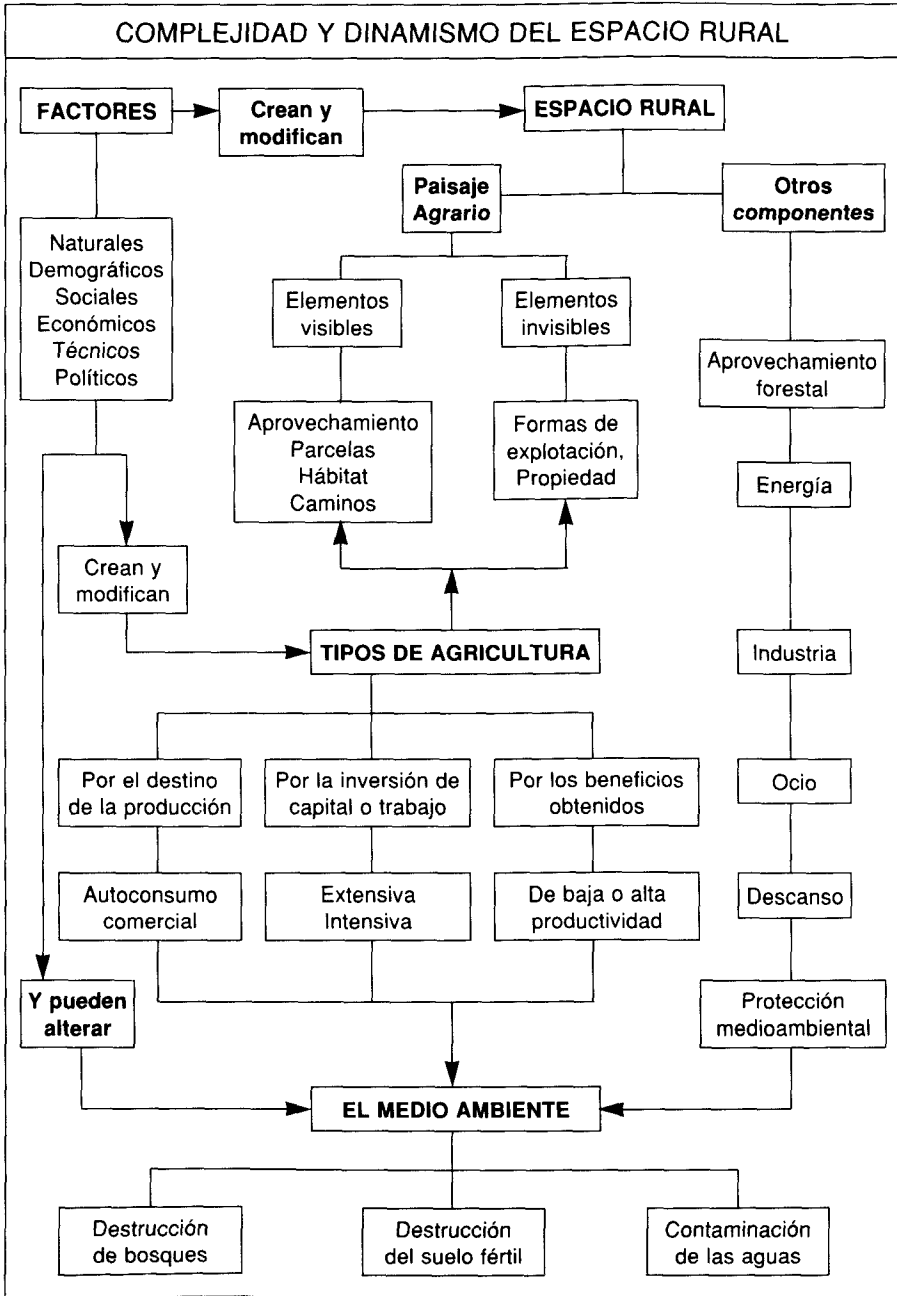 COMPLEJIDAD Y DINAMISMO DEL ESPACIO RURAL
FACTORES
Crean y
modifican
ESPACIO RURAL
Paisaje
Agrario
Otros
componentes
Naturales
Demográficos
Sociales
Económicos
Técnicos
Políticos
Elementos
visibles
Elementos
invisibles
Aprovechamiento
forestal
Aprovechamiento
Parcelas
Hábitat
Caminos
Formas de
explotación,
Propiedad
Energía
Crean y
modifican
TIPOS DE AGRICULTURA
Industria
Por el destino
de la producción
Por la inversión de
capital o trabajo
Por los beneficios
obtenidos
Ocio
Autoconsumo
comercial
Extensiva
Intensiva
De baja o alta
productividad
Descanso
Y pueden
alterar
Protección
medioambiental
EL MEDIO AMBIENTE
Destrucción
de bosques
Destrucción
del suelo fértil
Contaminación
de las aguas